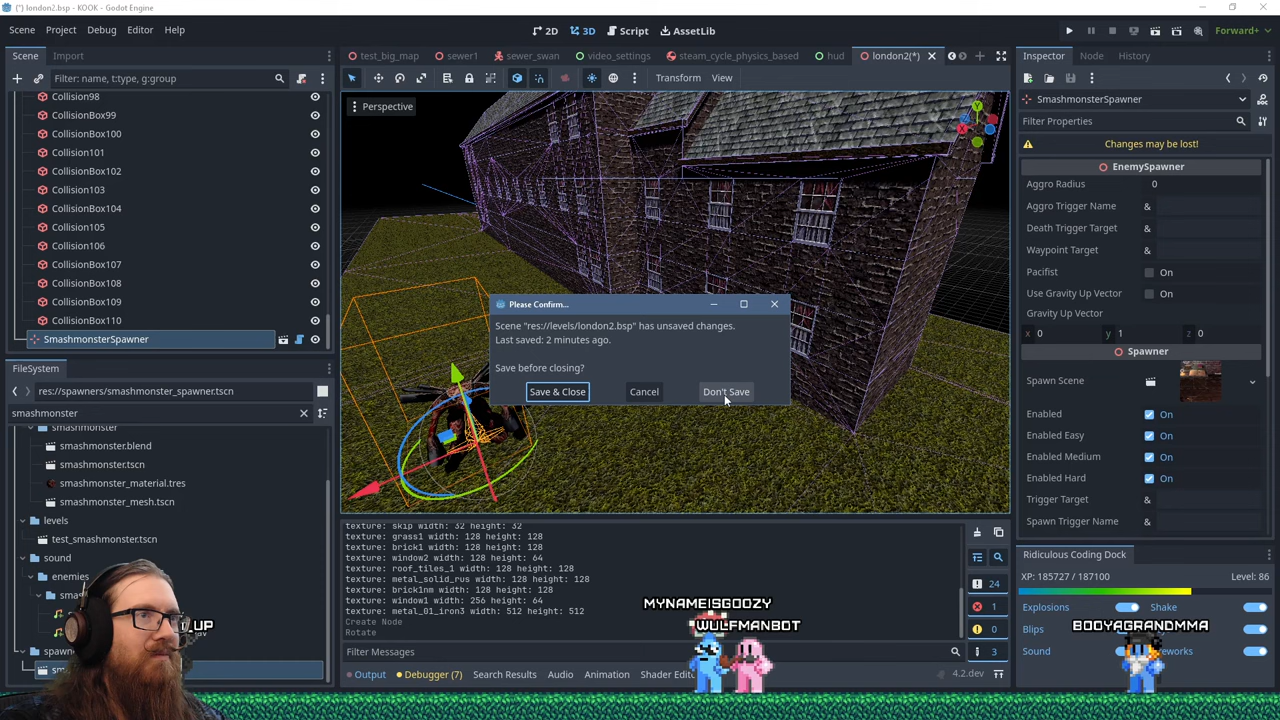 (*) london2.bsp - KOOK - Godot Engine
Scene Project Debug Editor Help
2D 3D Script AssetLib
Forward+
Scene Import
Filter: name, t:type, g:group
Collision98
CollisionBox99
CollisionBox100
Collision101
CollisionBox102
Collision103
CollisionBox104
Collision105
Collision106
CollisionBox107
CollisionBox108
CollisionBox109
CollisionBox110
SmashmonsterSpawner
FileSystem
res://spawners/smashmonster_spawner.tscn
smashmonster
smashmonster
smashmonster.blend
smashmonster.tscn
smashmonster_material.tres
smashmonster_mesh.tscn
levels
test_smashmonster.tscn
sound
enemies
test_big_map sewer1 sewer_swan video_settings steam_cycle_physics_based hud london2(*)
Transform View
Perspective
Please Confirm...
Scene "res://levels/london2.bsp" has unsaved changes.
Last saved: 2 minutes ago.
Save before closing?
Save & Close Cancel Don't Save
texture: skip width: 32 height: 32
texture: grass1 width: 128 height: 128
texture: brick1 width: 128 height: 128
texture: window2 width: 128 height: 64
texture: roof_tiles_1 width: 128 height: 128
texture: metal_solid_rus width: 128 height: 128
texture: brick1nm width: 128 height: 128
texture: window1 width: 256 height: 64
texture: metal_01_iron3 width: 512 height: 512
Create Node
Rotate
24
1
0
3
Filter Messages
Output Debugger (7) Search Results Audio Animation Shader 4.2.dev
Inspector Node History
SmashmonsterSpawner
Filter Properties
Changes may be lost!
EnemySpawner
Aggro Radius 0
Aggro Trigger Name &
Death Trigger Target &
Waypoint Target &
Pacifist On
Use Gravity Up Vector On
Gravity Up Vector
x 0 y 1 z 0
Spawner
Spawn Scene
Enabled On
Enabled Easy On
Enabled Medium On
Enabled Hard On
Trigger Target &
Spawn Trigger Name &
Ridiculous Coding Dock
XP: 185727 / 187100 Level: 86
Explosions Shake
Blips
Sound
MYNAMEISGOOZY
WULFMANBOT
BOOYAGRANDMMA